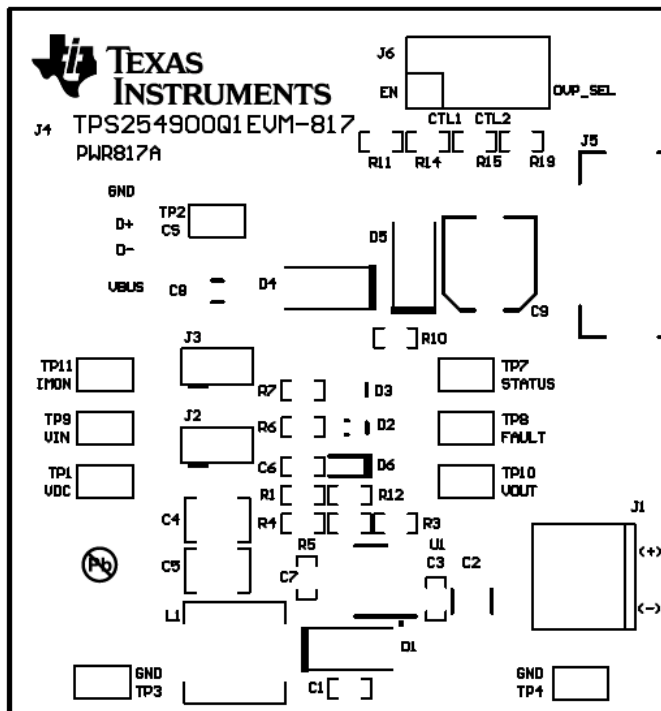 TEXAS
INSTRUMENTS
J4 TPS254900Q1EVM-817
PWR817A
J6
EN
OVP_SEL
CTL1 CTL2
R11 R14 R15 R19
J5
GND
D+
D-
VBUS
TP2
CS
C8
D4
D5
C9
R10
J3
TP11
IMON
R7
D3
TP7
STATUS
J2
TP9
VIN
R6
D2
TP8
FAULT
TP1
VDC
C6
D6
TP10
VOUT
R1
R12
J1
C4
R4
R3
R5
U1
(+)
Pb
C5
C7
C3
C2
L1
(-)
D1
GND
TP3
C1
GND
TP4